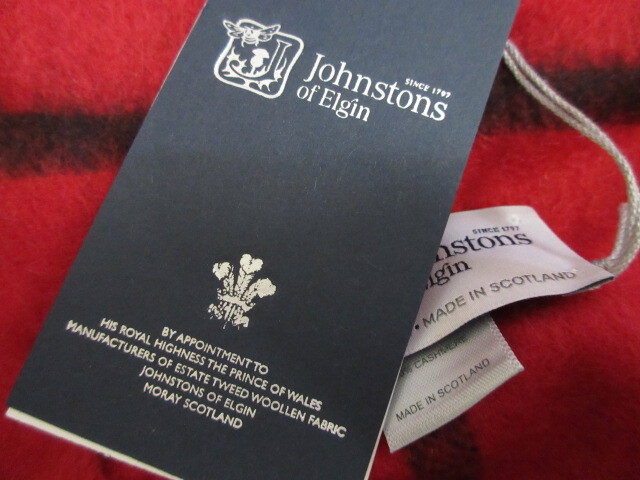 SINCE 1797
Johnstons
of Elgin
BY APPOINTMENT TO
HIS ROYAL HIGHNESS THE PRINCE OF WALES
MANUFACTURERS OF ESTATE TWEED WOOLLEN FABRIC
JOHNSTONS OF ELGIN
MORAY SCOTLAND
SINCE 1797
hnstons
lgin
• MADE IN SCOTLAND
% CASHMERE
MADE IN SCOTLAND